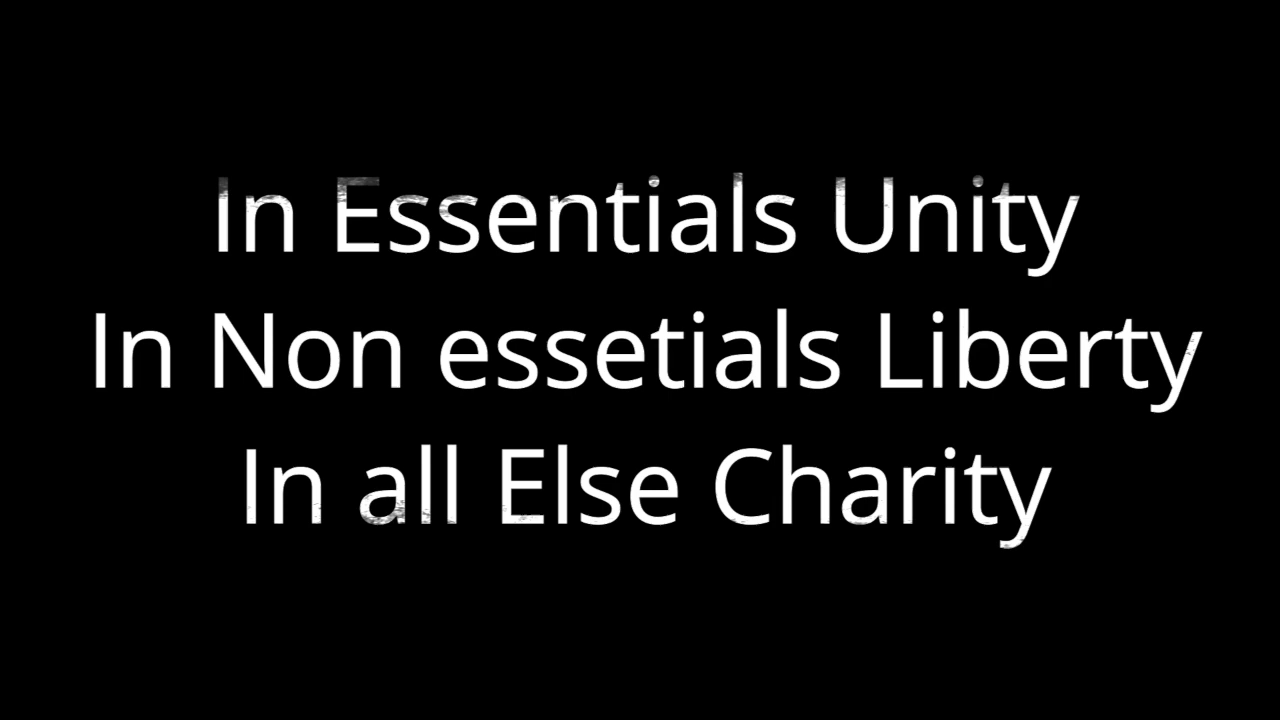 In Essentials Unity
In Non essetials Liberty
In all Else Charity